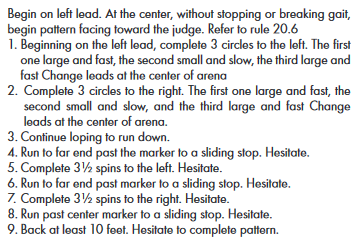 Begin on left lead. At the center, without stopping or breaking gait,
begin pattern facing toward the judge. Refer to rule 20.6
1. Beginning on the left lead, complete 3 circles to the left. The first
one large and fast, the second small and slow, the third large and
fast Change leads at the center of arena
2. Complete 3 circles to the right. The first one large and fast, the
second small and slow, and the third large and fast Change
leads at center of arena.
3. Continue loping to run down.
4. Run to far end past the marker to a sliding stop. Hesitate.
5. Complete 3½ spins to the left. Hesitate.
6. Run to far end past marker to a sliding stop. Hesitate.
7. Complete 3½ spins to the right. Hesitate.
8. Run past center marker to a sliding stop. Hesitate.
9. Back at least 10 feet. Hesitate to complete pattern.